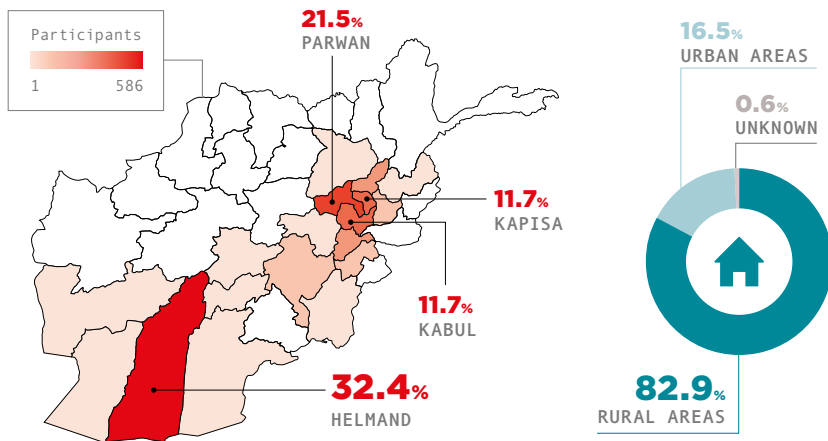 Participants
1 586
21.5%
PARWAN
11.7%
KAPISA
11.7%
KABUL
32.4%
HELMAND
16.5%
URBAN AREAS
0.6%
UNKNOWN
82.9%
RURAL AREAS